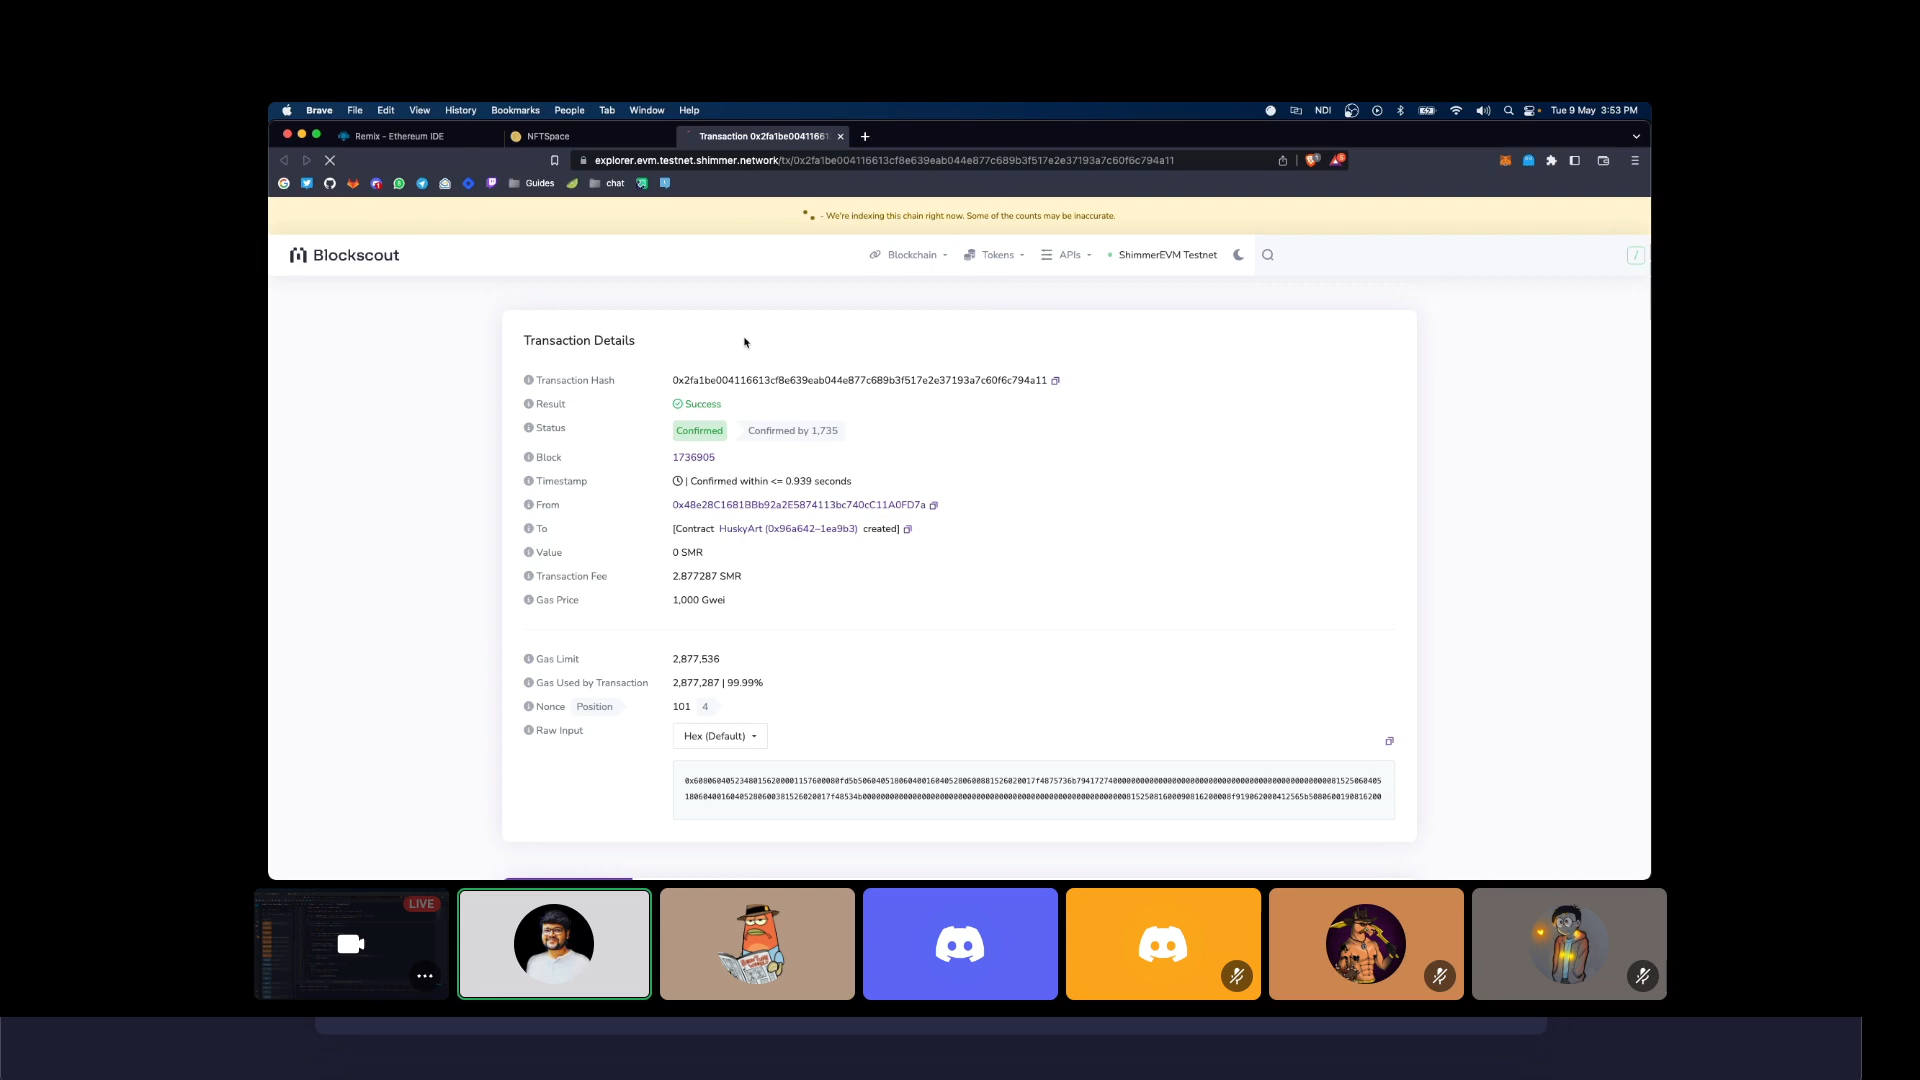 Brave File Edit View History Bookmarks People Tab Window Help NDI Tue 9 May 3:53 PM
Remix - Ethereum IDE NFTSpace Transaction 0x2fa1be00411661
explorer.evm.testnet.shimmer.network/tx/0x2fa1be004116613cf8e639eab044e877c689b3f517e2e37193a7c60f6c794a11
Guides chat
- We're indexing this chain right now. Some of the counts may be inaccurate.
Blockscout Blockchain Tokens APIs ShimmerEVM Testnet /
Transaction Details
Transaction Hash 0x2fa1be004116613cf8e639eab044e877c689b3f517e2e37193a7c60f6c794a11
Result Success
Status Confirmed Confirmed by 1,735
Block 1736905
Timestamp | Confirmed within <= 0.939 seconds
From 0x48e28C1681BBb92a2E5874113bc740cC11A0FD7a
To [Contract HuskyArt (0x96a642–1ea9b3) created]
Value 0 SMR
Transaction Fee 2.877287 SMR
Gas Price 1,000 Gwei
Gas Limit 2,877,536
Gas Used by Transaction 2,877,287 | 99.99%
Nonce Position 101 4
Raw Input Hex (Default)
LIVE